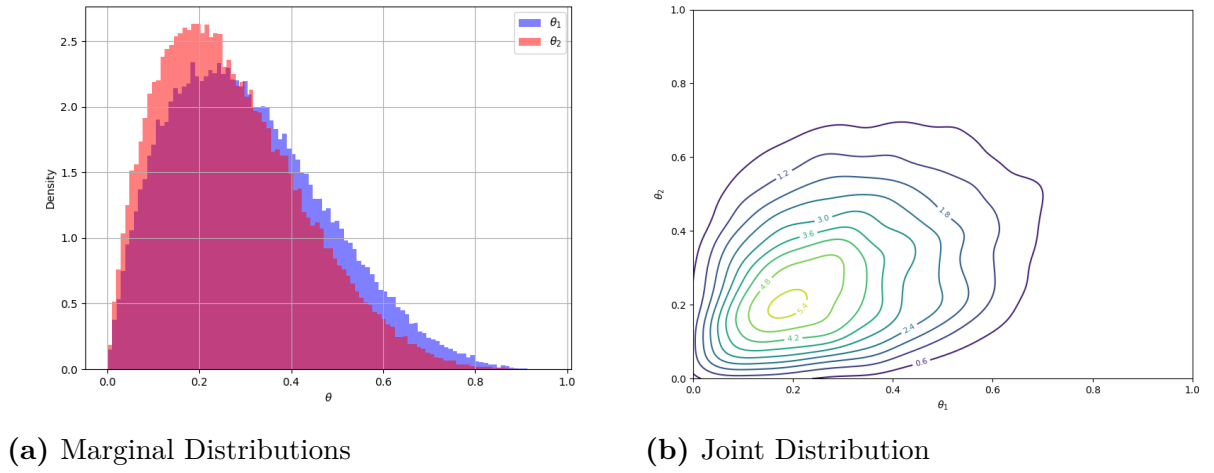 θ₁
θ₂
2.5
2.0
1.5
1.0
0.5
0.0
Density
0.0 0.2 0.4 0.6 0.8 1.0
θ
1.0
0.8
0.6
0.4
0.2
0.0
θ₂
1.2
1.8
3.0
3.6
4.8
5.4
4.2
2.4
0.6
0.0 0.2 0.4 0.6 0.8 1.0
θ₁
(a) Marginal Distributions
(b) Joint Distribution